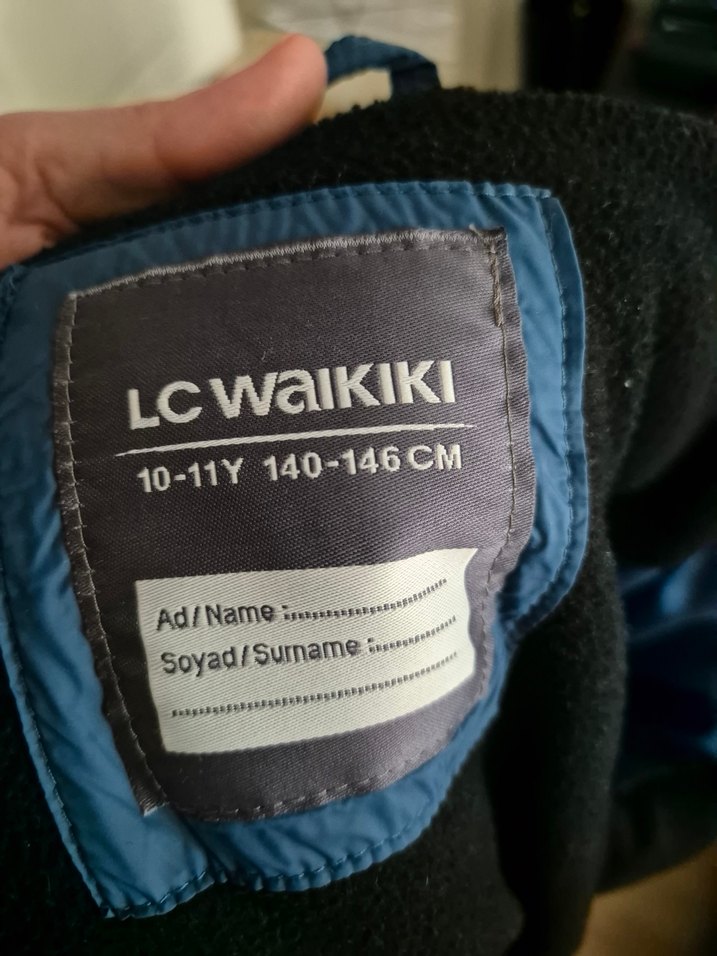 LC WAIKIKI
10-11Y 140-146 CM
Ad/Name :..............................
Soyad/Surname :................
..................................................